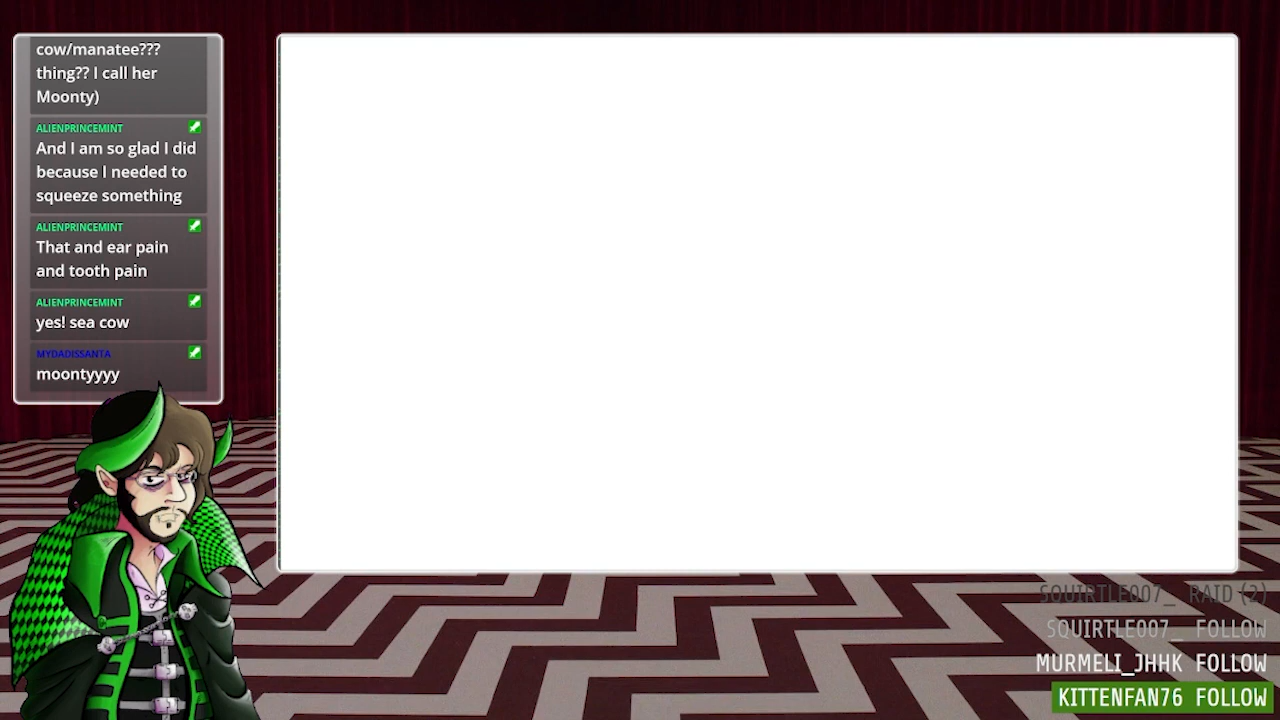 cow/manatee???
thing?? I call her
Moonty)
ALIENPRINCEMINT
And I am so glad I did
because I needed to
squeeze something
ALIENPRINCEMINT
That and ear pain
and tooth pain
ALIENPRINCEMINT
yes! sea cow
MYDADISSANTA
moontyyyy
SQUIRTLE007_ RAID (2)
SQUIRTLE007_ FOLLOW
MURMELI_JHHK FOLLOW
KITTENFAN76 FOLLOW